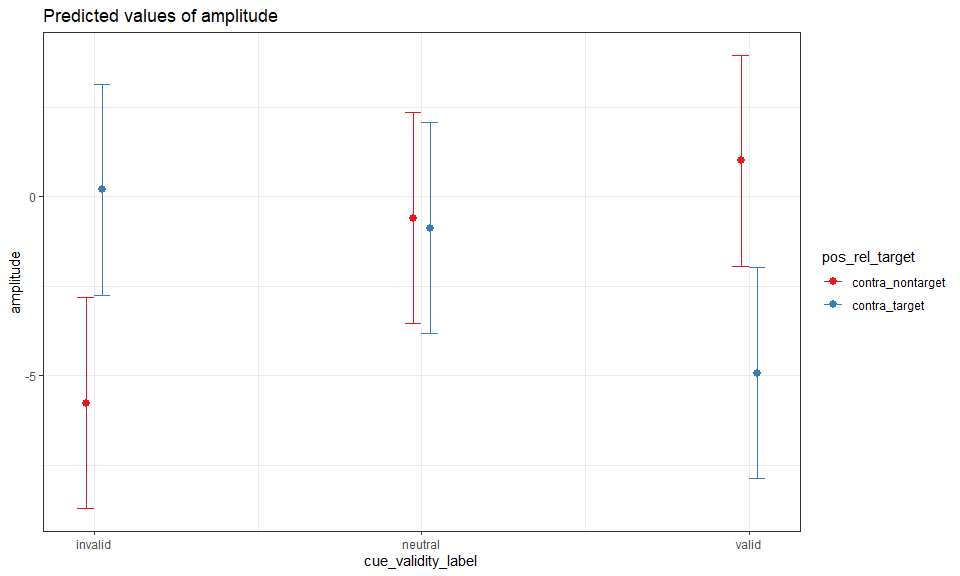 Predicted values of amplitude
amplitude
0
-5
invalid
neutral
valid
cue_validity_label
pos_rel_target
contra_nontarget
contra_target